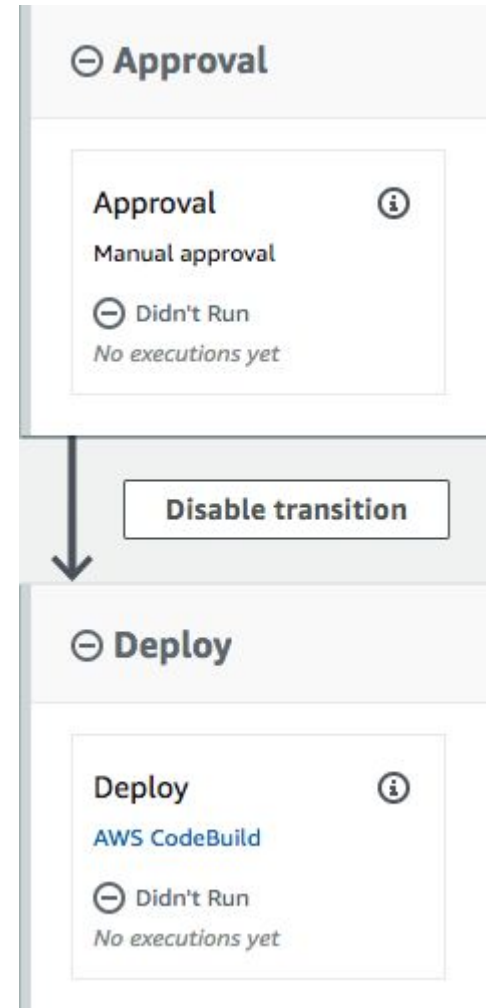 Approval
Approval
Manual approval
Didn't Run
No executions yet
Disable transition
Deploy
Deploy
AWS CodeBuild
Didn't Run
No executions yet